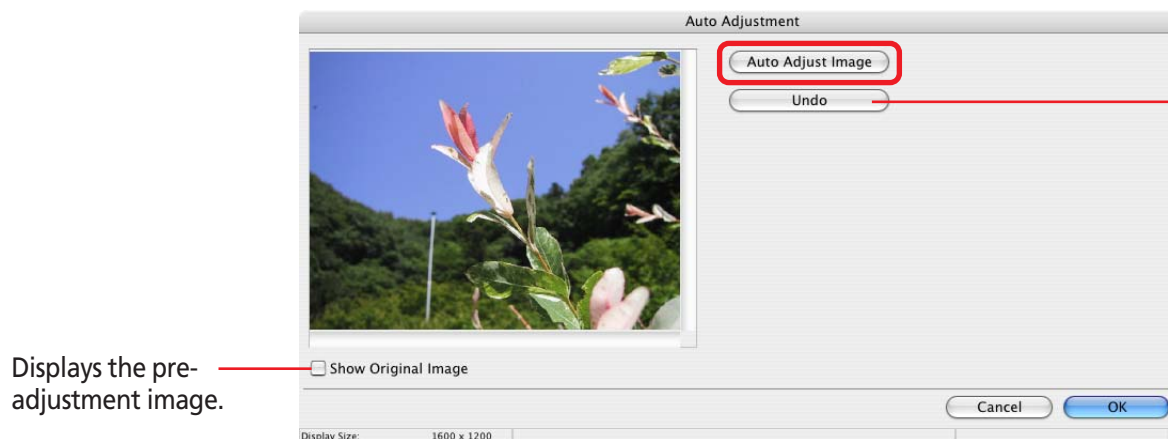 Auto Adjustment
Auto Adjust Image
Undo
Displays the pre-
adjustment image.
Show Original Image
Cancel
OK
Display Size:
1600 x 1200